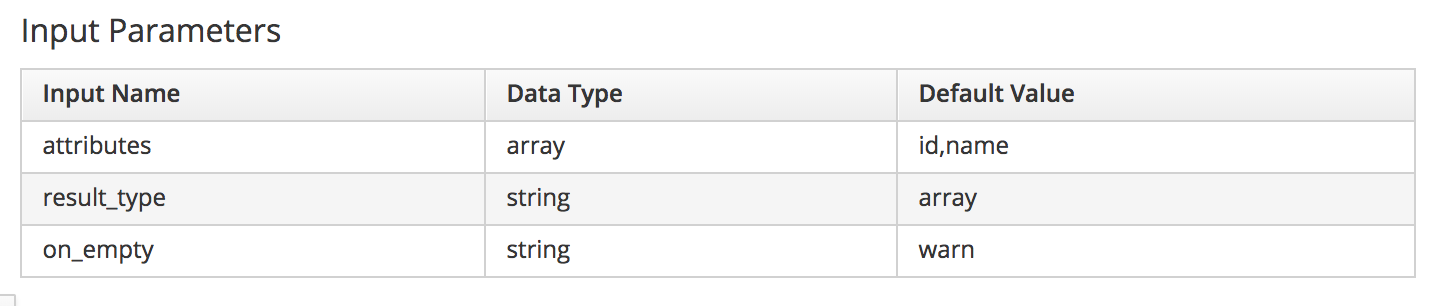 Input Parameters
Input Name Data Type Default Value
attributes array id,name
result_type string array
on_empty string warn